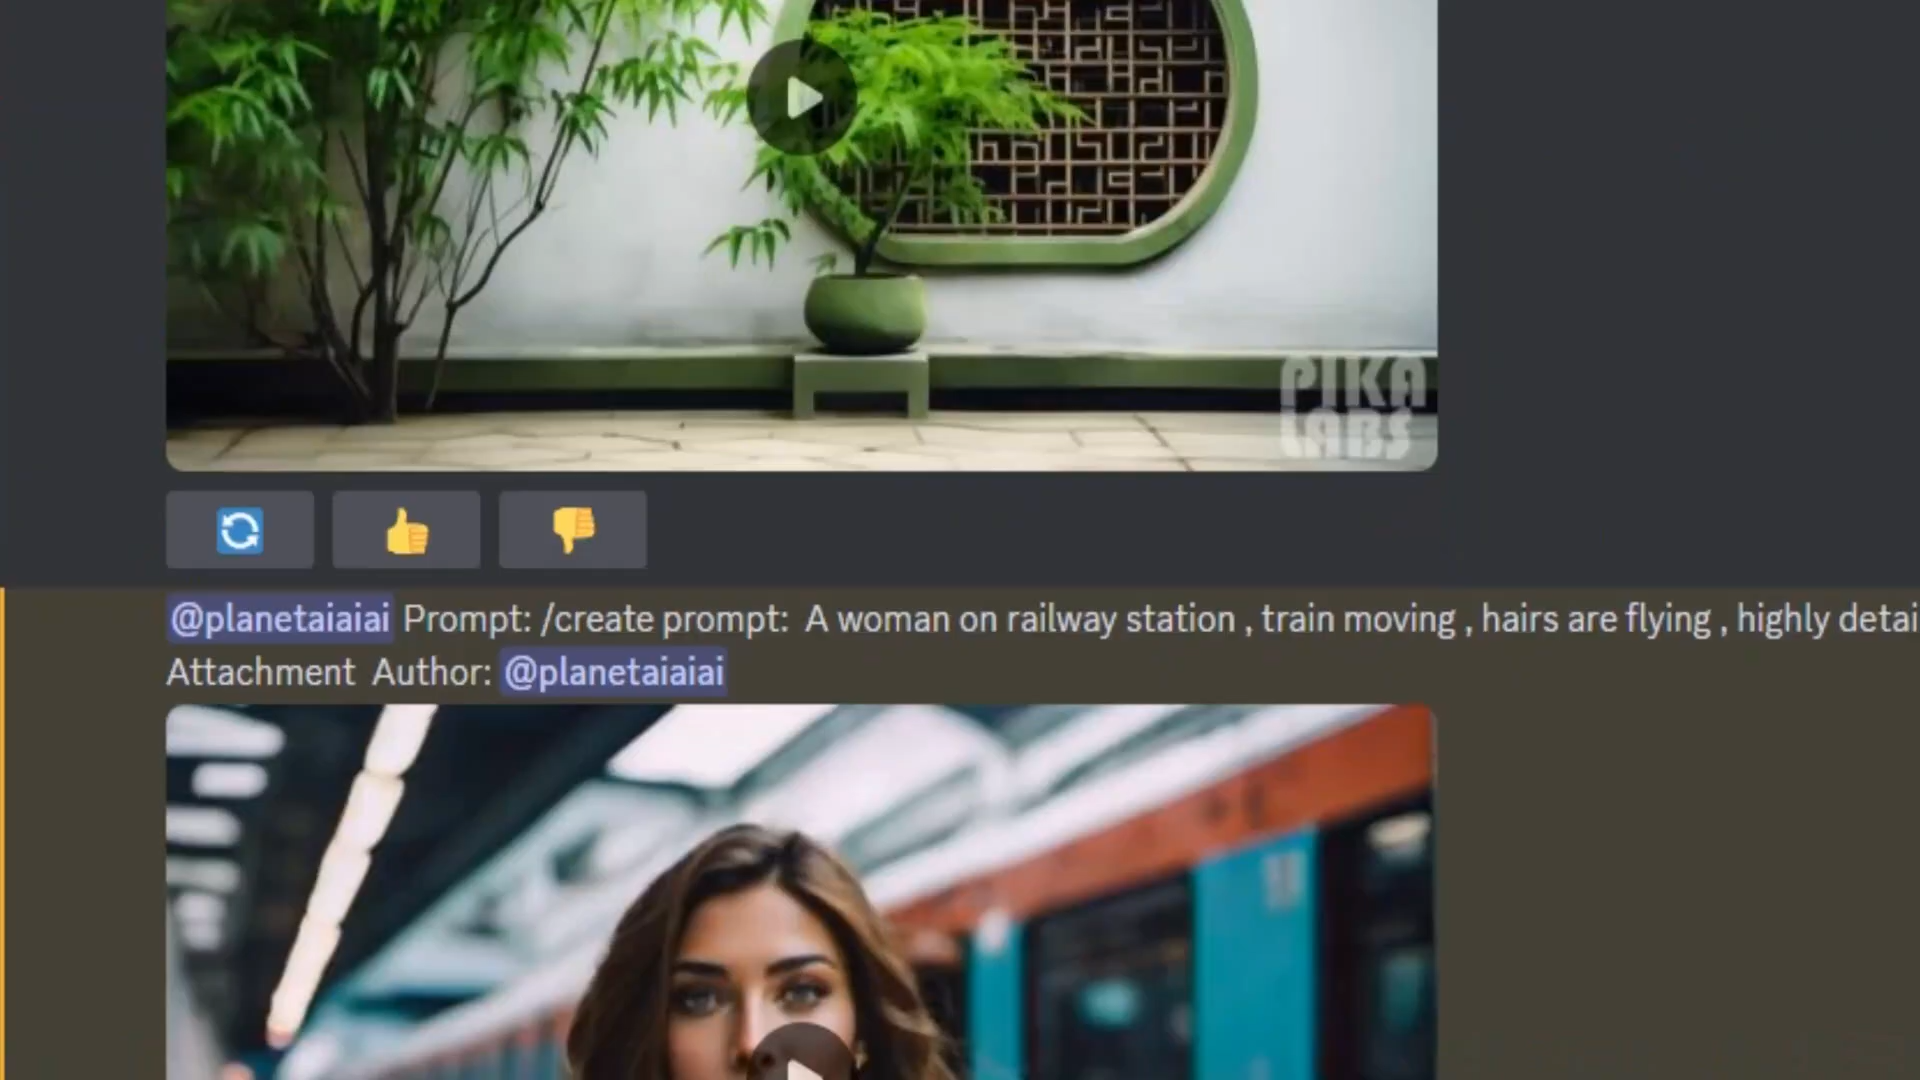 PIKA
LABS
@planetaiaiai Prompt: /create prompt: A woman on railway station , train moving , hairs are flying , highly detai
Attachment Author: @planetaiaiai